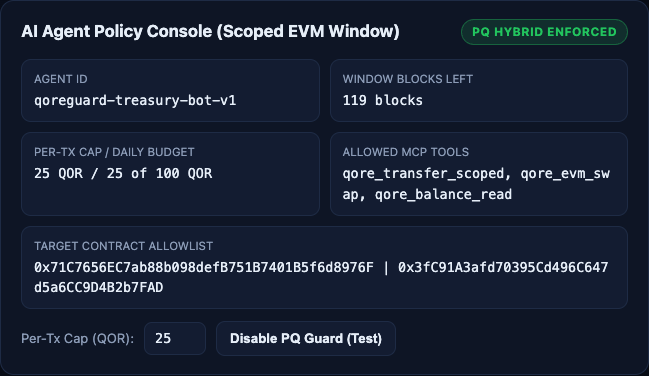 AI Agent Policy Console (Scoped EVM Window)
PQ HYBRID ENFORCED
AGENT ID
qoreguard-treasury-bot-v1
WINDOW BLOCKS LEFT
119 blocks
PER-TX CAP / DAILY BUDGET
25 QOR / 25 of 100 QOR
ALLOWED MCP TOOLS
qore_transfer_scoped, qore_evm_sw
ap, qore_balance_read
TARGET CONTRACT ALLOWLIST
0x71C7656EC7ab88b098defB751B7401B5f6d8976F | 0x3fC91A3afd70395Cd496C647
d5a6CC9D4B2b7FAD
Per-Tx Cap (QOR):
25
Disable PQ Guard (Test)